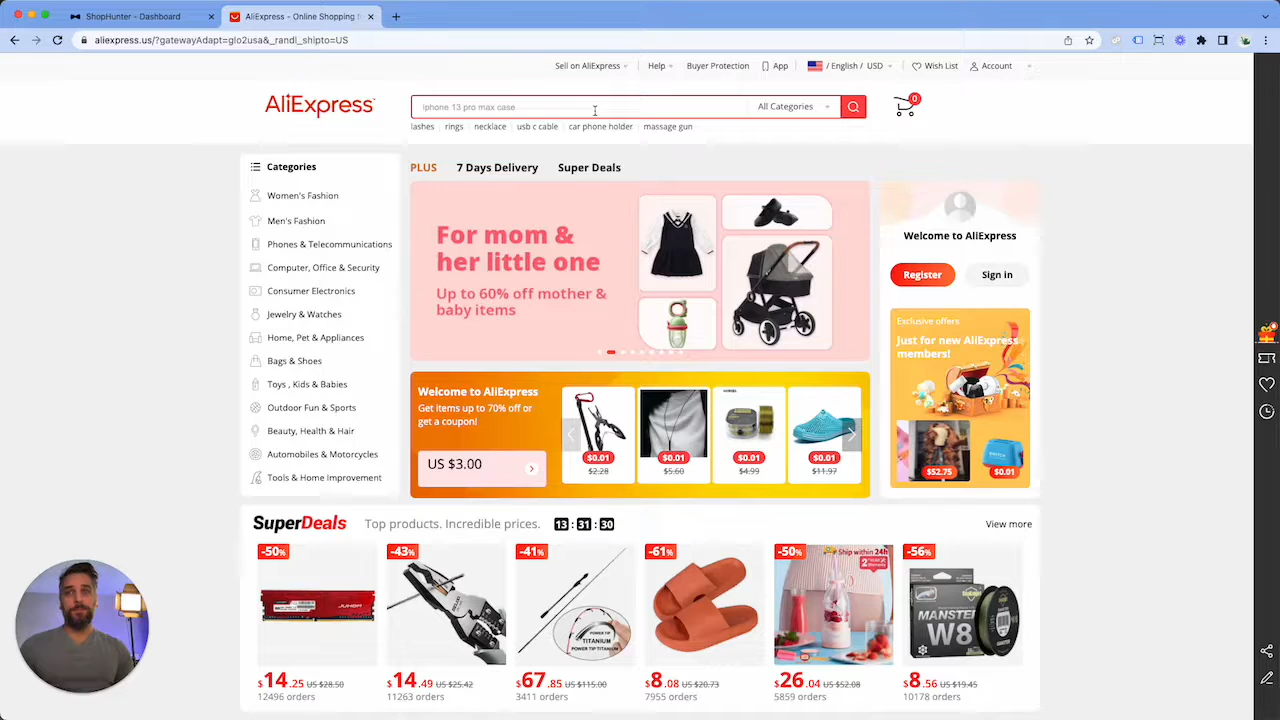 ShopHunter - Dashboard
AliExpress - Online Shopping f
aliexpress.us/?gatewayAdapt=glo2usa&_randl_shipto=US
Sell on AliExpress
Help
Buyer Protection
App
/ English / USD
Wish List
Account
AliExpress
iphone 13 pro max case
All Categories
0
lashes
rings
necklace
usb c cable
car phone holder
massage gun
Categories
Women's Fashion
Men's Fashion
Phones & Telecommunications
Computer, Office & Security
Consumer Electronics
Jewelry & Watches
Home, Pet & Appliances
Bags & Shoes
Toys , Kids & Babies
Outdoor Fun & Sports
Beauty, Health & Hair
Automobiles & Motorcycles
Tools & Home Improvement
PLUS
7 Days Delivery
Super Deals
For mom &
her little one
Up to 60% off mother &
baby items
Welcome to AliExpress
Register
Sign in
Exclusive offers
Just for new AliExpress
members!
$52.75
$0.01
Welcome to AliExpress
Get items up to 70% off or
get a coupon!
US $3.00
$0.01
$2.28
$0.01
$5.60
$0.01
$4.99
$0.01
$11.97
SuperDeals
Top products. Incredible prices.
13 : 31 : 30
View more
-50%
-43%
-41%
-61%
-50%
-56%
JUHOR
POWER TIP
TITANIUM
POWER TIP TITANIUM
Ship within 24h
MANSTER
W8
$14.25 US $28.50
12496 orders
$14.49 US $25.42
11263 orders
$67.85 US $115.00
3411 orders
$8.08 US $20.73
7955 orders
$26.04 US $52.08
5859 orders
$8.56 US $19.45
10178 orders